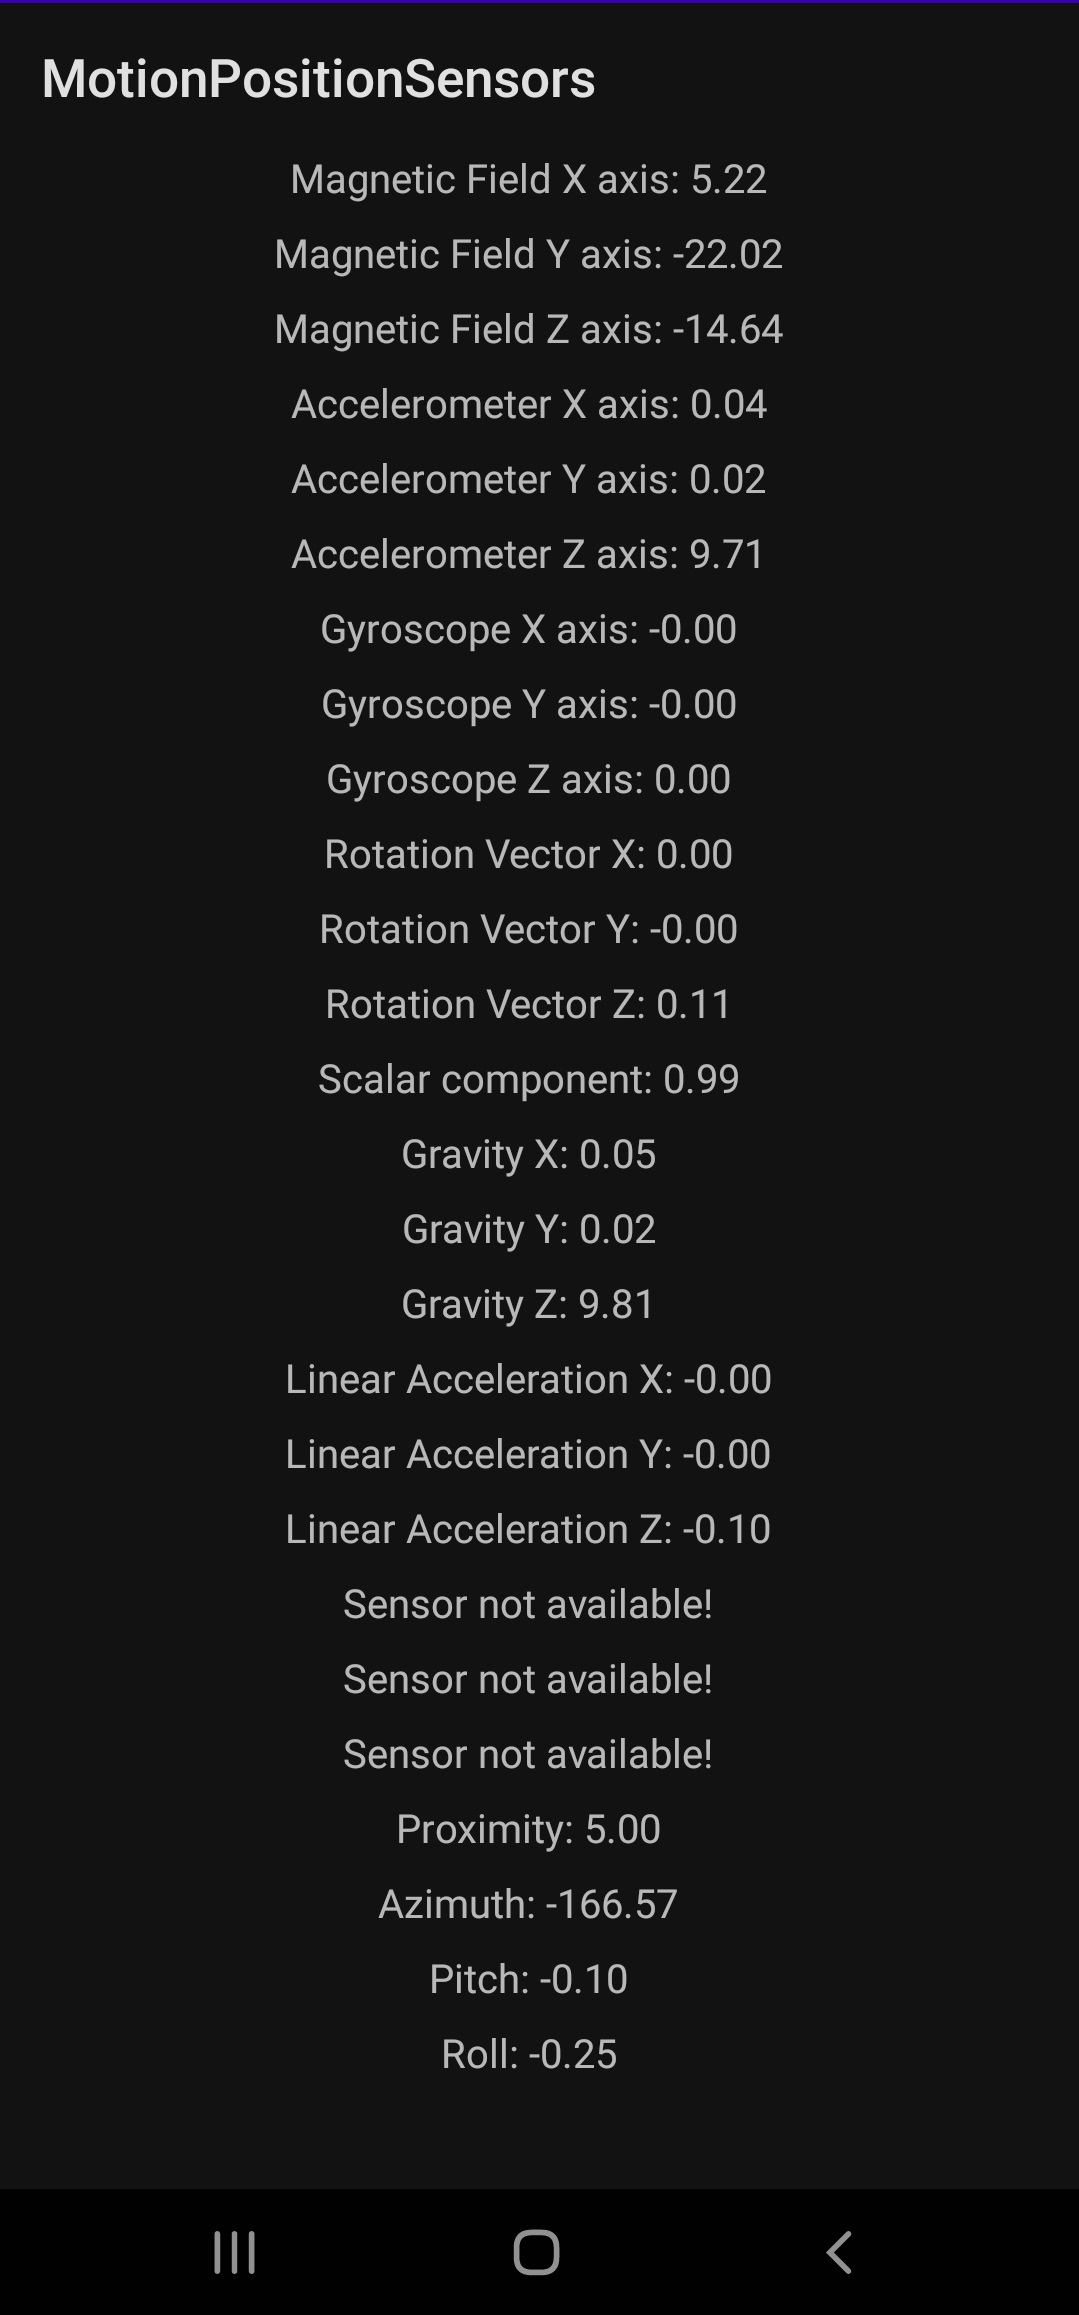 MotionPositionSensors
Magnetic Field X axis: 5.22
Magnetic Field Y axis: -22.02
Magnetic Field Z axis: -14.64
Accelerometer X axis: 0.04
Accelerometer Y axis: 0.02
Accelerometer Z axis: 9.71
Gyroscope X axis: -0.00
Gyroscope Y axis: -0.00
Gyroscope Z axis: 0.00
Rotation Vector X: 0.00
Rotation Vector Y: -0.00
Rotation Vector Z: 0.11
Scalar component: 0.99
Gravity X: 0.05
Gravity Y: 0.02
Gravity Z: 9.81
Linear Acceleration X: -0.00
Linear Acceleration Y: -0.00
Linear Acceleration Z: -0.10
Sensor not available!
Sensor not available!
Sensor not available!
Proximity: 5.00
Azimuth: -166.57
Pitch: -0.10
Roll: -0.25